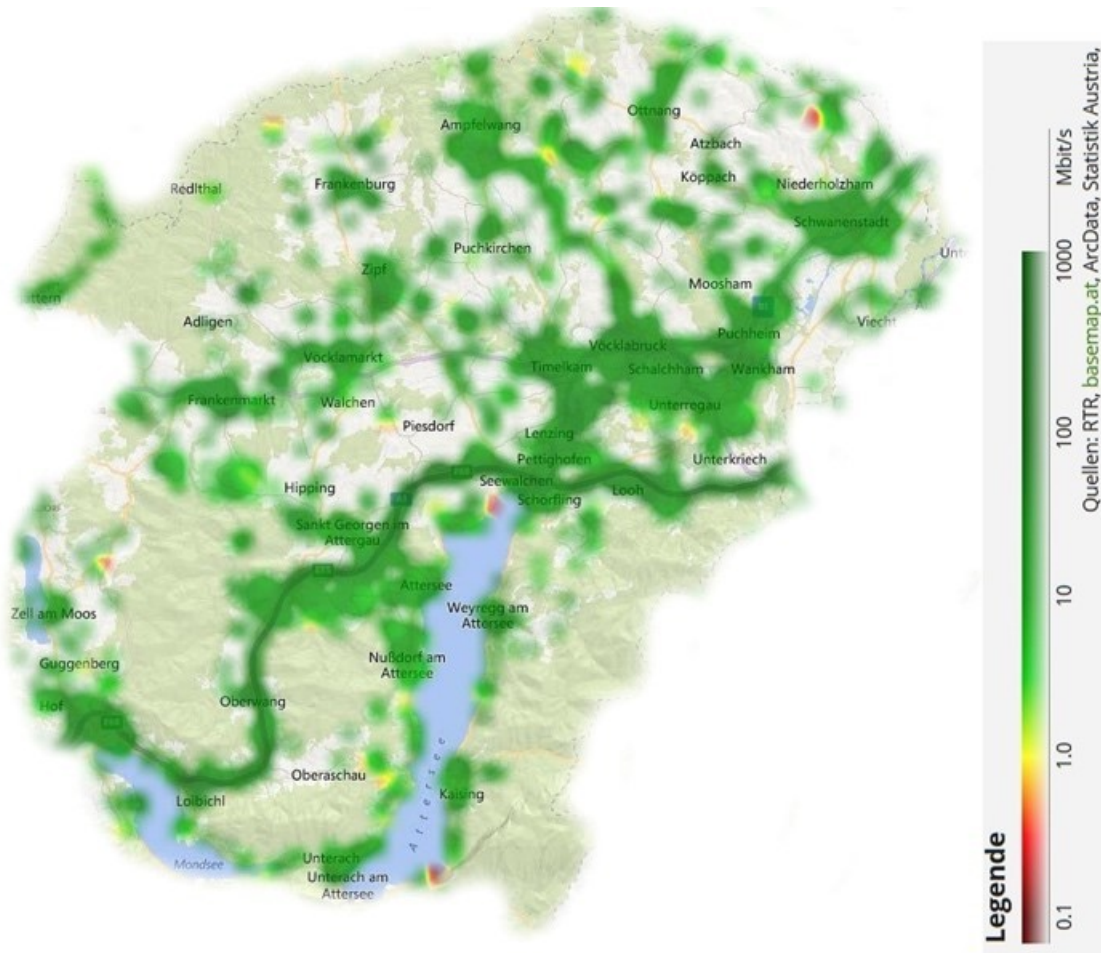 Ottnang
Ampfelwang
Atzbach
Köppach
Redlthal
Frankenburg
Niederholzham
Schwanenstadt
Puchkirchen
Zipf
Moosham
attern
Adligen
Viecht
Puchheim
Vöcklabruck
Vöcklamarkt
Timelkam
Schalchham
Wankham
Frankenmarkt
Walchen
Unterregau
Piesdorf
Lenzing
Pettighofen
Unterkriech
Seewalchen
Hipping
Looh
Schörfling
Sankt Georgen im
Attergau
Attersee
Weyregg am
Attersee
Zell am Moos
Nußdorf am
Attersee
Guggenberg
Oberwang
Hof
Attersee
Oberaschau
Kaising
Loibichl
Unterach
Mondsee
Unterach am
Attersee
Legende
0.1
1.0
10
100
1000
Mbit/s
Quellen: RTR, basemap.at, ArcData, Statistik Austria,